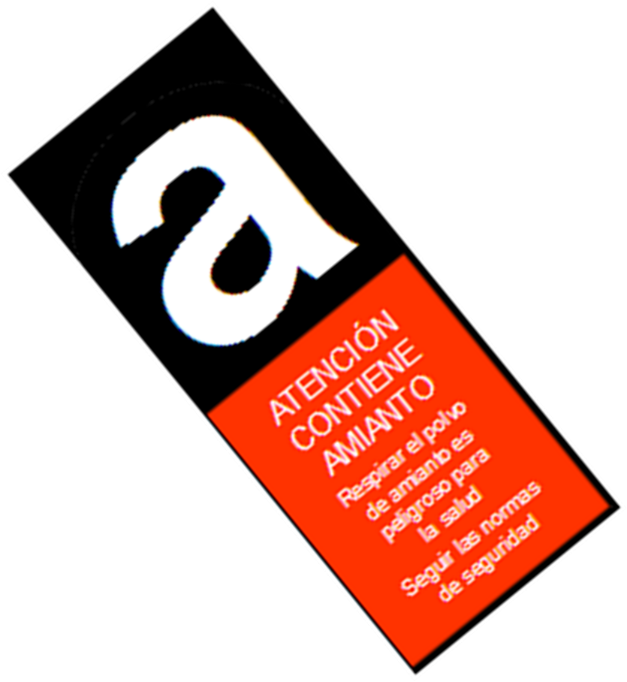 a
ATENCIÓN
CONTIENE
AMIANTO
Respirar el polvo
de amianto es
peligroso para
la salud
Seguir las normas
de seguridad